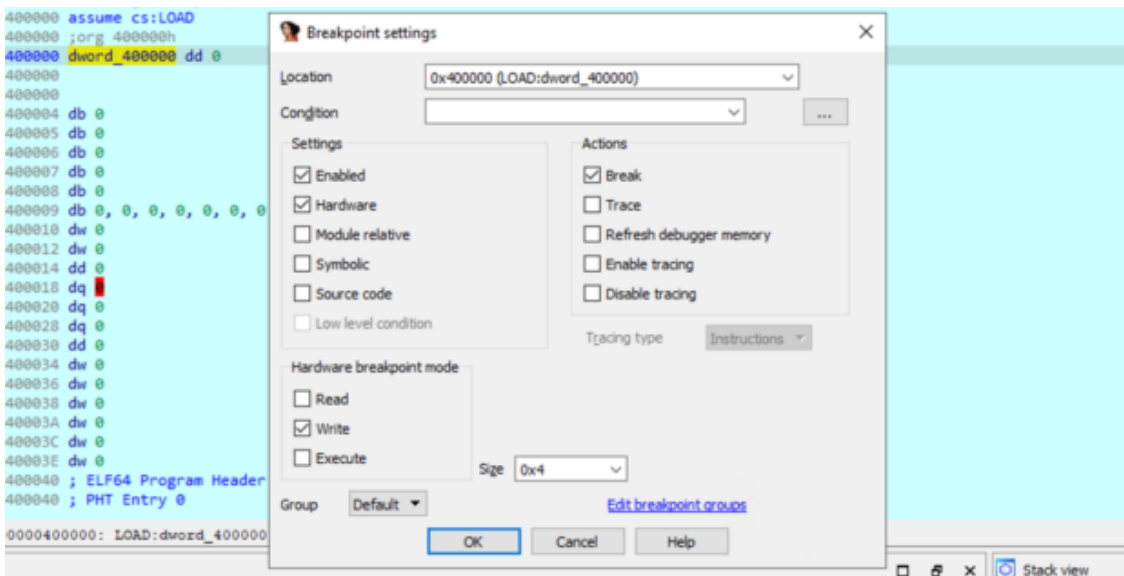 400000 assume cs:LOAD
400000 ;org 400000h
400000 dword_400000 dd 0
400000
400000
400004 db 0
400005 db 0
400006 db 0
400007 db 0
400008 db 0
400009 db 0, 0, 0, 0, 0, 0, 0
400010 dw 0
400012 dw 0
400014 dd 0
400018 dq 0
400020 dq 0
400028 dq 0
400030 dd 0
400034 dw 0
400036 dw 0
400038 dw 0
40003A dw 0
40003C dw 0
40003E dw 0
400040 ; ELF64 Program Header
400040 ; PHT Entry 0
0000400000: LOAD:dword_400000
Breakpoint settings
Location 0x400000 (LOAD:dword_400000)
Condition ...
Settings
Enabled
Hardware
Module relative
Symbolic
Source code
Low level condition
Actions
Break
Trace
Refresh debugger memory
Enable tracing
Disable tracing
Tracing type Instructions
Hardware breakpoint mode
Read
Write
Execute
Size 0x4
Group Default Edit breakpoint groups
OK Cancel Help
Stack view